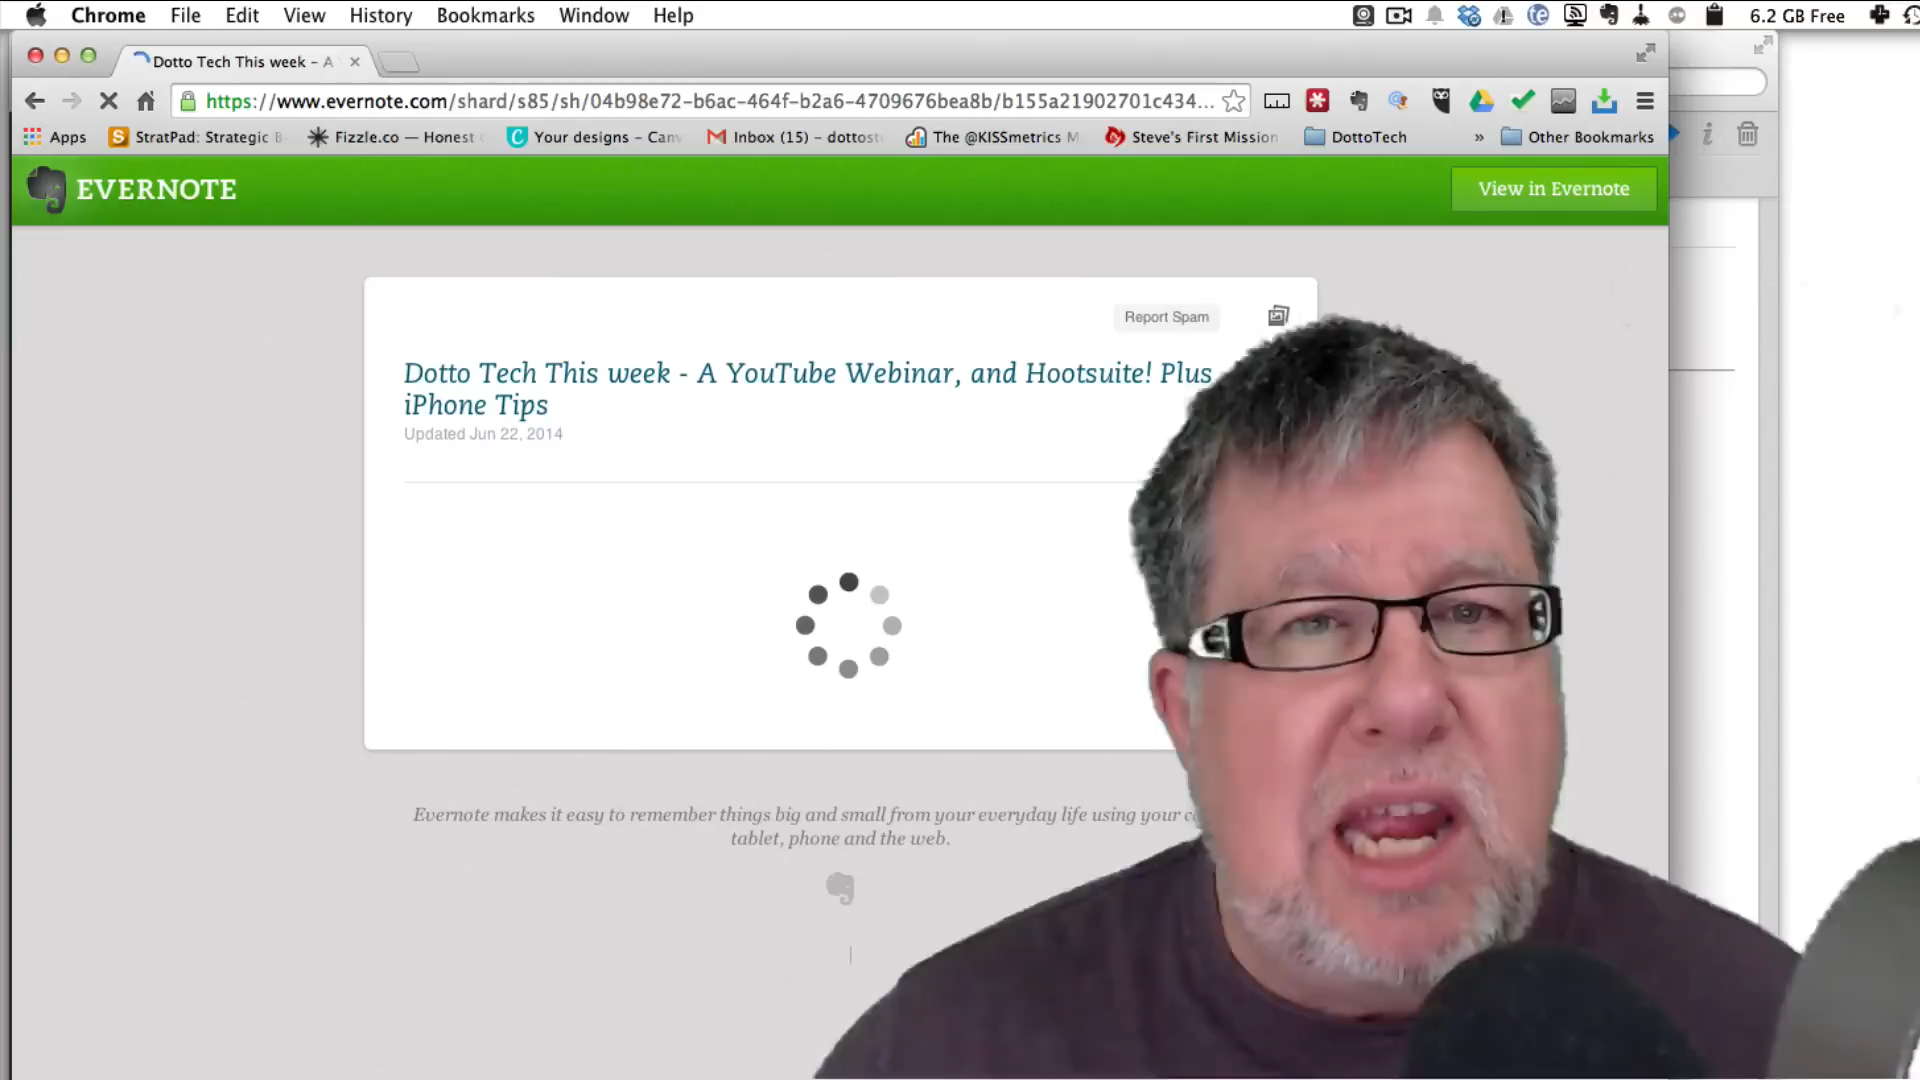 Chrome File Edit View History Bookmarks Window Help 6.2 GB Free
Dotto Tech This week – A
https://www.evernote.com/shard/s85/sh/04b98e72-b6ac-464f-b2a6-4709676bea8b/b155a21902701c434...
Apps StratPad: Strategic B Fizzle.co — Honest Your designs – Canv Inbox (15) – dottost The @KISSmetrics M Steve's First Mission DottoTech » Other Bookmarks
EVERNOTE View in Evernote
Report Spam
Dotto Tech This week - A YouTube Webinar, and Hootsuite! Plus
iPhone Tips
Updated Jun 22, 2014
Evernote makes it easy to remember things big and small from your everyday life using your
tablet, phone and the web.